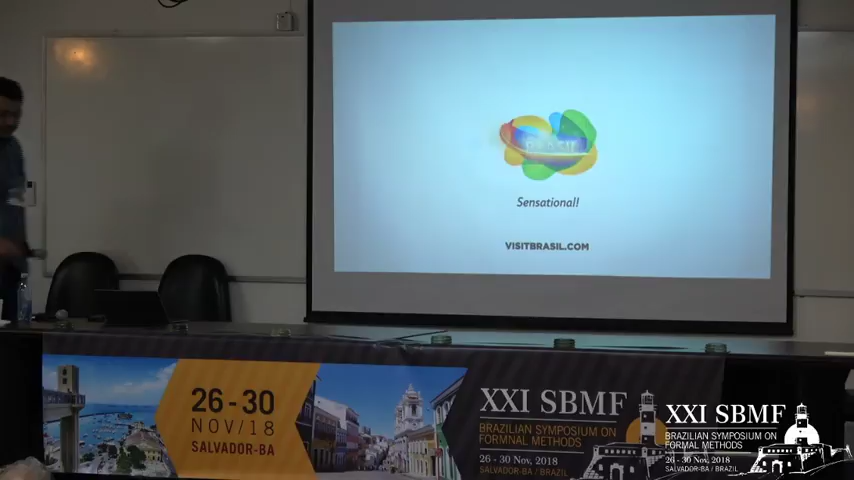 BRASIL
Sensational!
VISITBRASIL.COM
26 - 30
NOV/18
SALVADOR-BA
XXI SBMF
BRAZILIAN SYMPOSIUM ON
FORMNAL METHODS
26 - 30 Nov, 2018
SALVADOR-BA / BRAZIL
XXI SBMF
BRAZILIAN SYMPOSIUM ON
FORMAL METHODS
26 - 30 Nov, 2018
SALVADOR-BA / BRAZIL